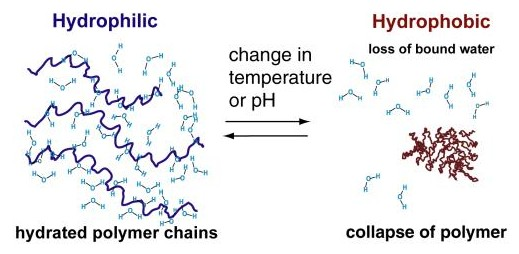 Hydrophilic
hydrated polymer chains
change in
temperature
or pH
Hydrophobic
loss of bound water
collapse of polymer